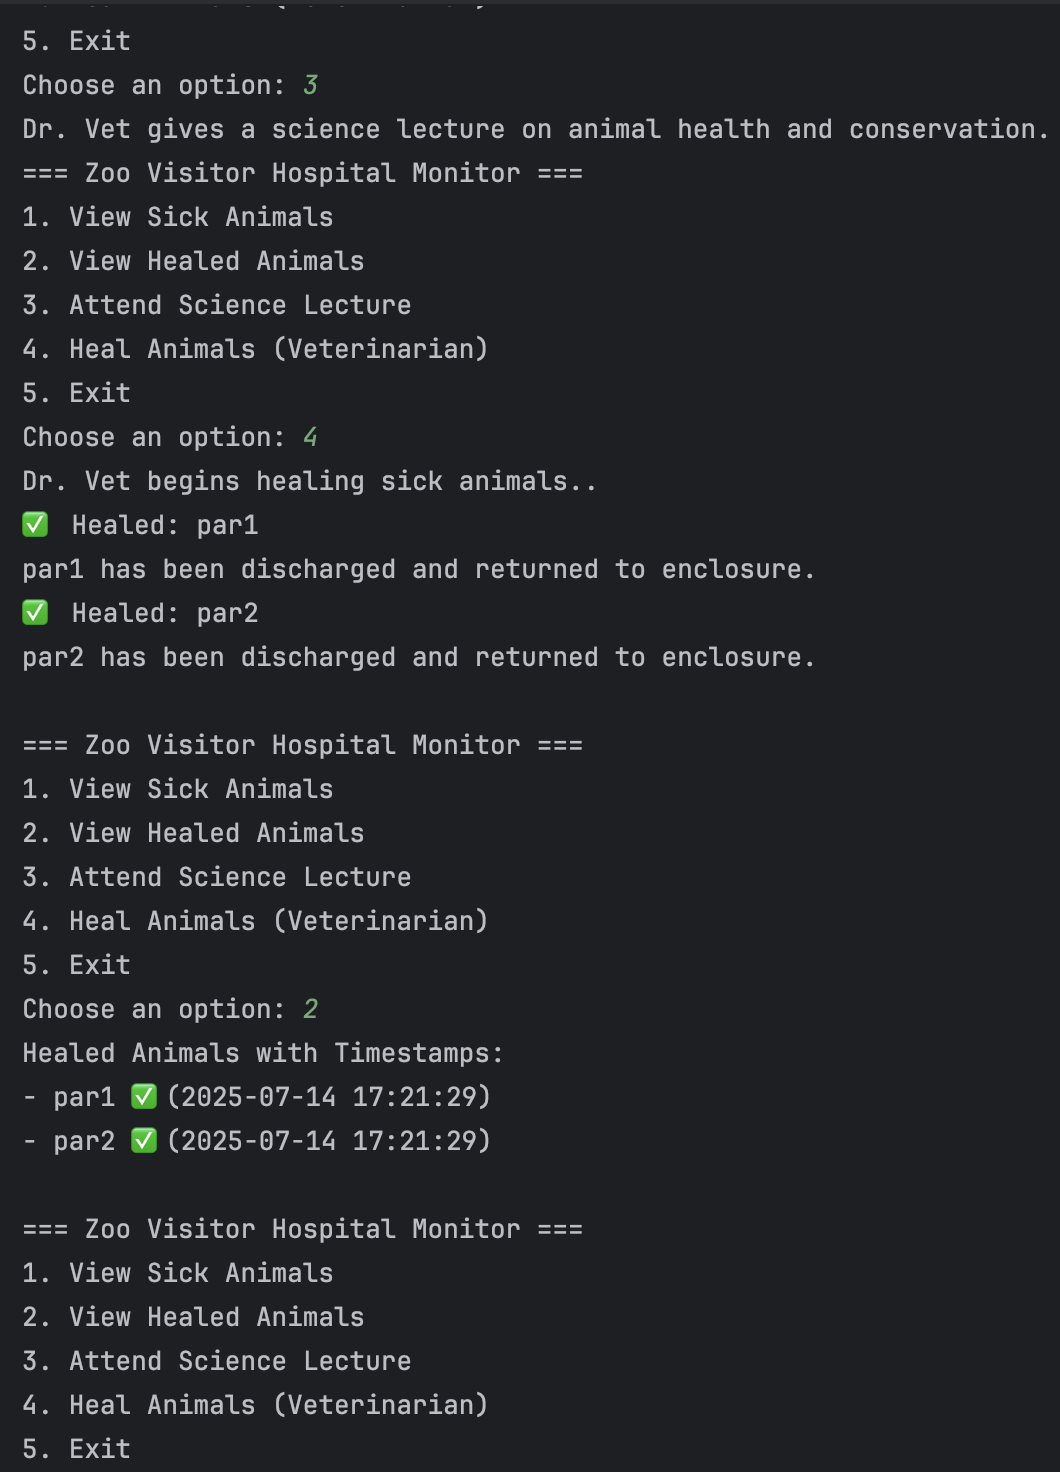 5. Exit
Choose an option: 3
Dr. Vet gives a science lecture on animal health and conservation.
=== Zoo Visitor Hospital Monitor ===
1. View Sick Animals
2. View Healed Animals
3. Attend Science Lecture
4. Heal Animals (Veterinarian)
5. Exit
Choose an option: 4
Dr. Vet begins healing sick animals..
✅ Healed: par1
par1 has been discharged and returned to enclosure.
✅ Healed: par2
par2 has been discharged and returned to enclosure.
=== Zoo Visitor Hospital Monitor ===
1. View Sick Animals
2. View Healed Animals
3. Attend Science Lecture
4. Heal Animals (Veterinarian)
5. Exit
Choose an option: 2
Healed Animals with Timestamps:
- par1 ✅ (2025-07-14 17:21:29)
- par2 ✅ (2025-07-14 17:21:29)
=== Zoo Visitor Hospital Monitor ===
1. View Sick Animals
2. View Healed Animals
3. Attend Science Lecture
4. Heal Animals (Veterinarian)
5. Exit